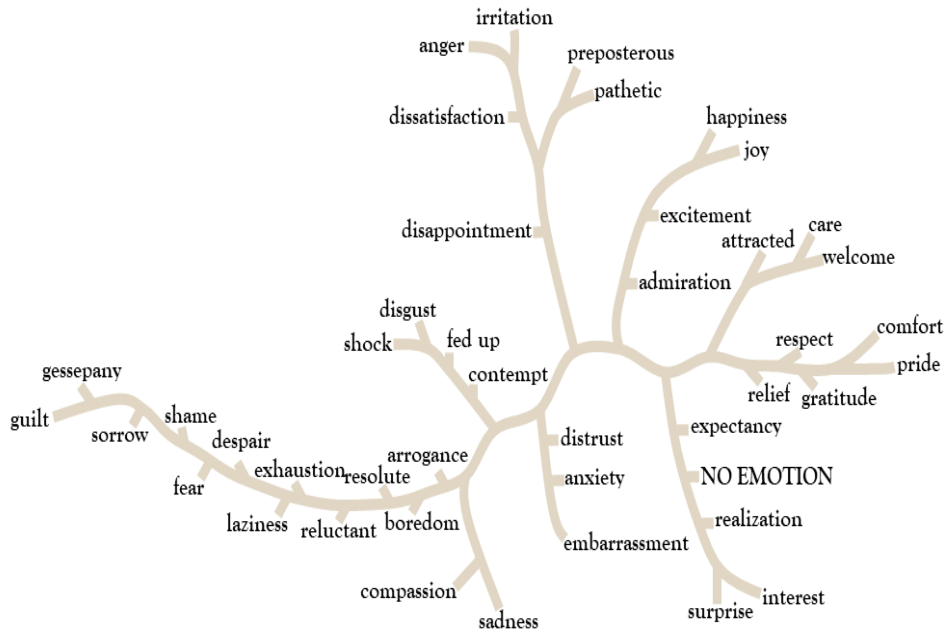 irritation
anger
preposterous
pathetic
dissatisfaction
happiness
joy
disappointment
excitement
admiration
attracted
care
welcome
disgust
shock
fed up
contempt
respect
comfort
pride
relief
gratitude
gessepany
guilt
sorrow
shame
despair
fear
exhaustion
resolute
arrogance
laziness
reluctant
boredom
distrust
anxiety
embarrassment
expectancy
NO EMOTION
realization
interest
surprise
compassion
sadness